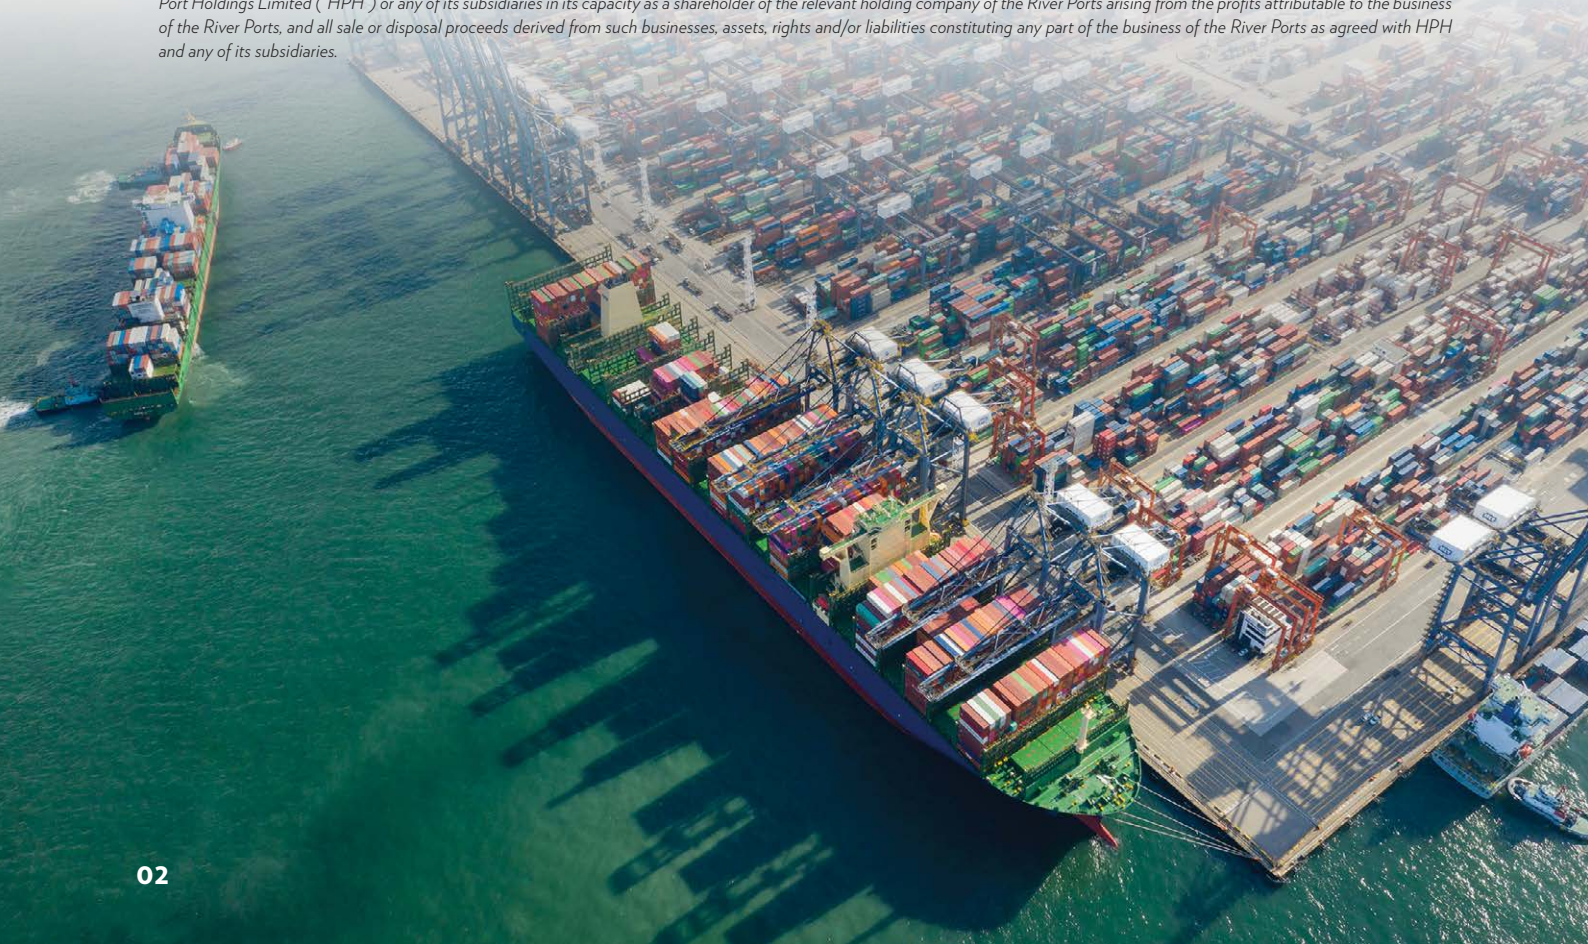 Port Holdings Limited ("HPH") or any of its subsidiaries in its capacity as a shareholder of the relevant holding company of the River Ports arising from the profits attributable to the business
of the River Ports, and all sale or disposal proceeds derived from such businesses, assets, rights and/or liabilities constituting any part of the business of the River Ports as agreed with HPH
and any of its subsidiaries.
02